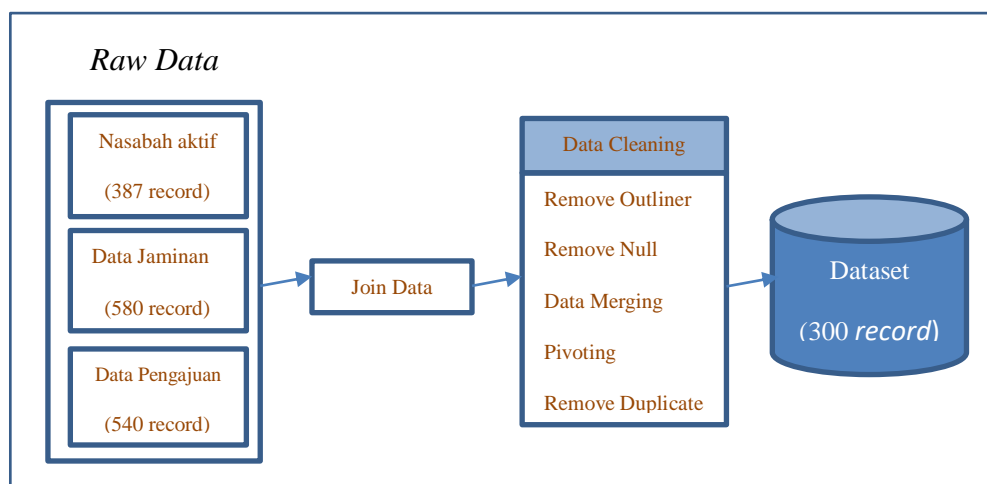 Raw Data
Nasabah aktif
(387 record)
Data Jaminan
(580 record)
Data Pengajuan
(540 record)
Join Data
Data Cleaning
Remove Outliner
Remove Null
Data Merging
Pivoting
Remove Duplicate
Dataset
(300 record)